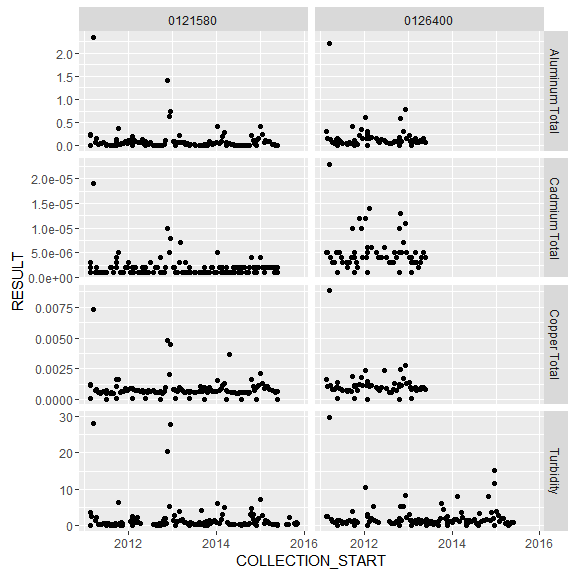 0121580 0126400
2.0
1.5
1.0
0.5
0.0
Aluminum Total
2.0e-05
1.5e-05
1.0e-05
5.0e-06
0.0e+00
Cadmium Total
0.0075
0.0050
0.0025
0.0000
Copper Total
30
20
10
0
Turbidity
RESULT
2012 2014 2016 2012 2014 2016
COLLECTION_START